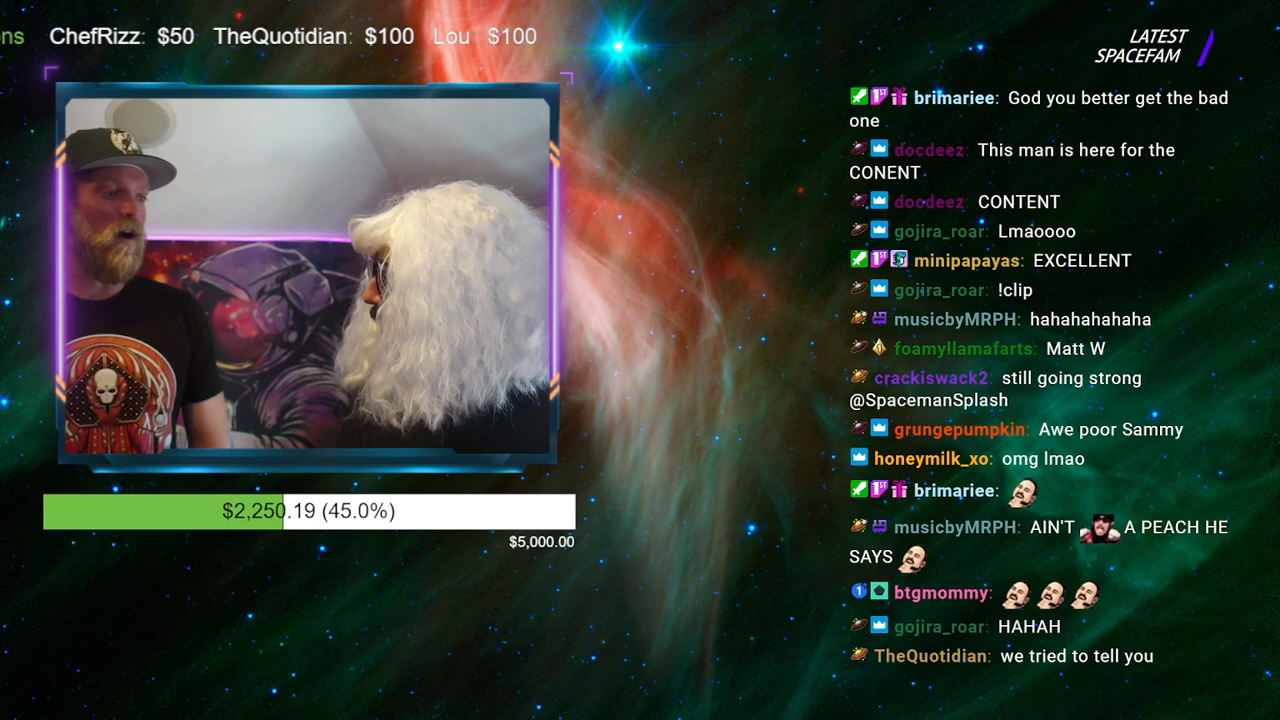 ns ChefRizz: $50 TheQuotidian: $100 Lou $100
LATEST
SPACEFAM
brimariee: God you better get the bad
one
docdeez: This man is here for the
CONENT
docdeez: CONTENT
gojira_roar: Lmaoooo
minipapayas: EXCELLENT
gojira_roar: !clip
musicbyMRPH: hahahahahaha
foamyllamafarts: Matt W
crackiswack2: still going strong
@SpacemanSplash
grungepumpkin: Awe poor Sammy
honeymilk_xo: omg lmao
brimariee:
musicbyMRPH: AIN'T A PEACH HE
SAYS
btgmommy:
gojira_roar: HAHAH
TheQuotidian: we tried to tell you
$2,250.19 (45.0%)
$5,000.00